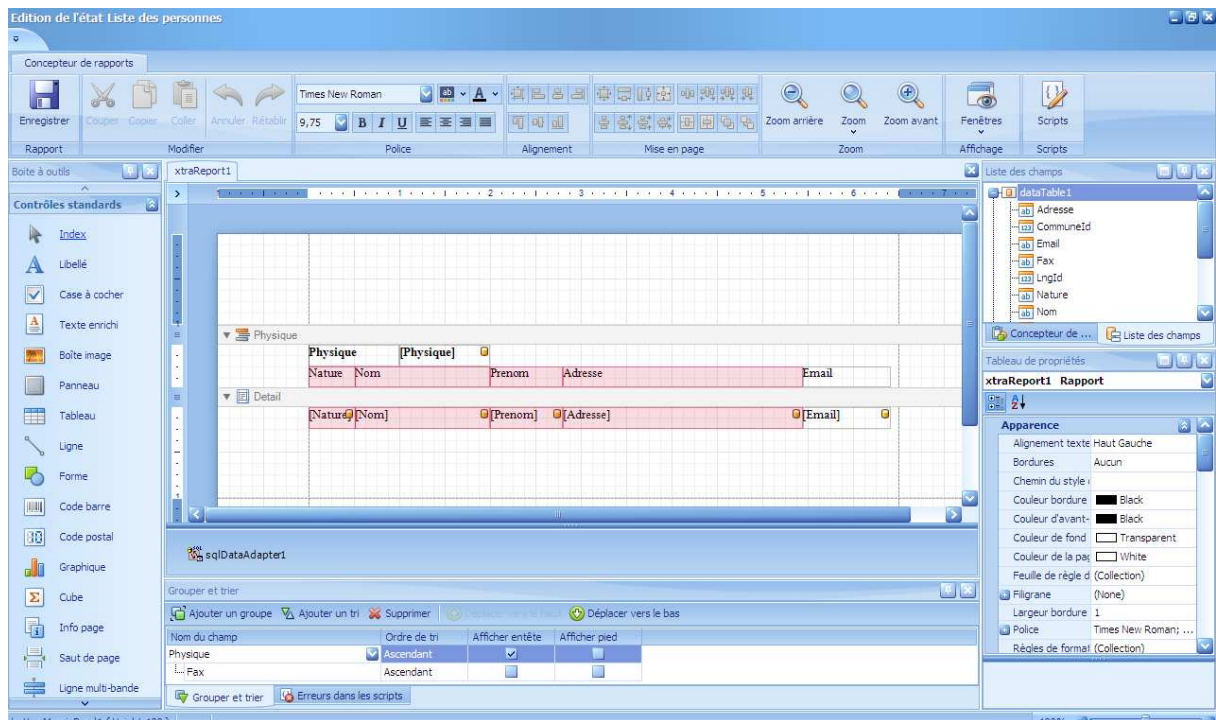 Edition de l'état Liste des personnes
Concepteur de rapports
Enregistrer
Couper Copier Coller Annuler Rétablir
Times New Roman
9,75 B I U
Zoom arrière Zoom Zoom avant
Fenêtres
Scripts
Rapport Modifier Police Alignement Mise en page Zoom Affichage Scripts
Boite à outils
Contrôles standards
Index
Libellé
Case à cocher
Texte enrichi
Boîte image
Panneau
Tableau
Ligne
Forme
Code barre
Code postal
Graphique
Cube
Info page
Saut de page
Ligne multi-bande
xtraReport1
1 2 3 4 5 6 7
Physique
Physique [Physique]
Nature Nom Prenom Adresse Email
Detail
[Nature] [Nom] [Prenom] [Adresse] [Email]
sqlDataAdapter1
Grouper et trier
Ajouter un groupe Ajouter un tri Supprimer Déplacer vers le bas
Nom du champ Ordre de tri Afficher entête Afficher pied
Physique Ascendant
Fax Ascendant
Grouper et trier Erreurs dans les scripts
Liste des champs
dataTable1
Adresse
CommuneId
Email
Fax
LngId
Nature
Nom
Concepteur de ... Liste des champs
Tableau de propriétés
xtraReport1 Rapport
Apparence
Alignement texte Haut Gauche
Bordures Aucun
Chemin du style
Couleur bordure Black
Couleur d'avant- Black
Couleur de fond Transparent
Couleur de la pag White
Feuille de règle d (Collection)
Filigrane (None)
Largeur bordure 1
Police Times New Roman; ...
Règles de format (Collection)